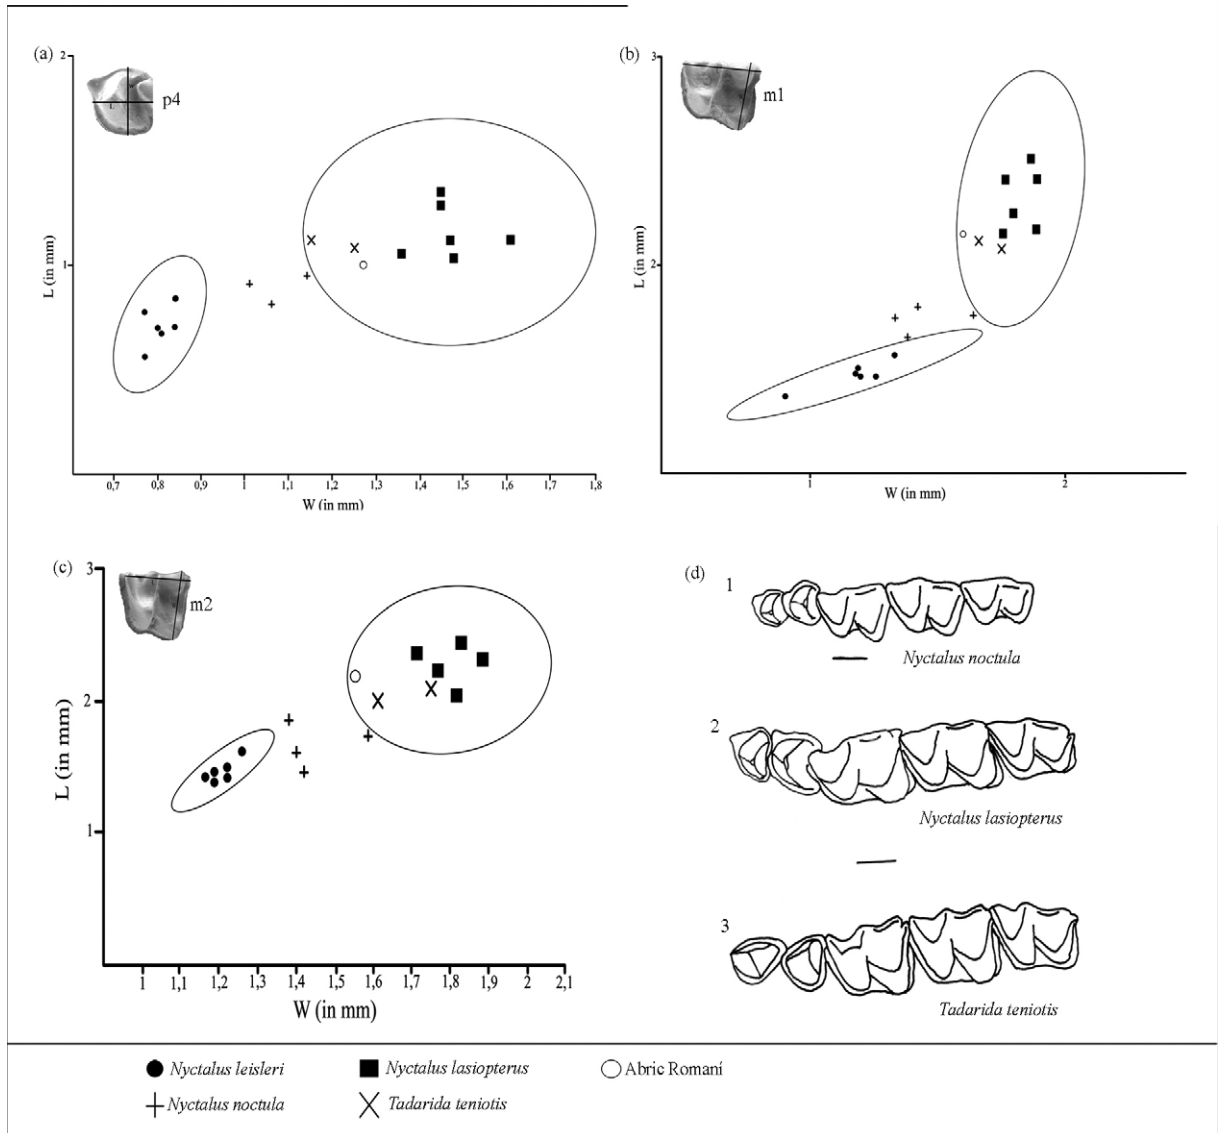 (a)
2
p4
L
w
L (in mm)
1
0,7 0,8 0,9 1 1,1 1,2 1,3 1,4 1,5 1,6 1,7 1,8
W (in mm)
(b)
3
m1
L (in mm)
2
1 2
W (in mm)
(c)
3
m2
L (in mm)
2
1
1 1,1 1,2 1,3 1,4 1,5 1,6 1,7 1,8 1,9 2 2,1
W (in mm)
(d)
1
Nyctalus noctula
2
Nyctalus lasiopterus
3
Tadarida teniotis
Nyctalus leisleri
Nyctalus lasiopterus
Abric Romaní
Nyctalus noctula
Tadarida teniotis